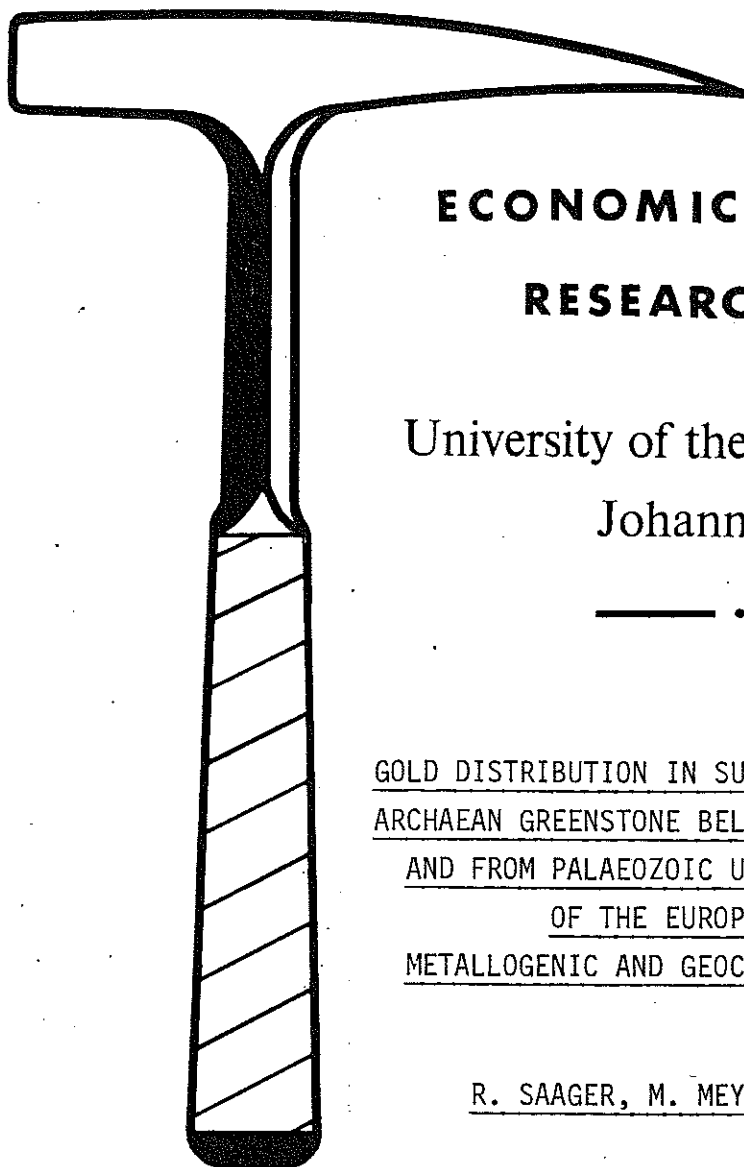 ECONOMIC
RESEARC
University of the
Johann
GOLD DISTRIBUTION IN SU
ARCHAEAN GREENSTONE BEL
AND FROM PALAEOZOIC U
OF THE EUROP
METALLOGENIC AND GEOC
R. SAAGER, M. MEY